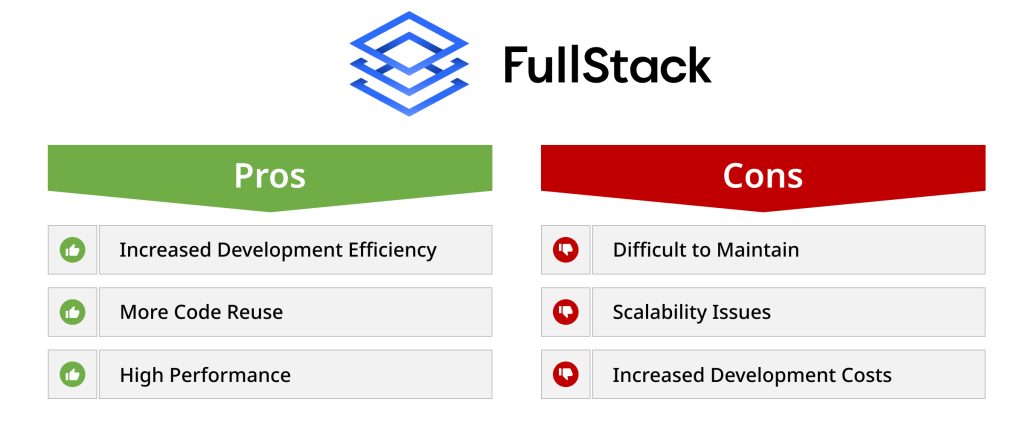 FullStack
Pros
Increased Development Efficiency
More Code Reuse
High Performance
Cons
Difficult to Maintain
Scalability Issues
Increased Development Costs